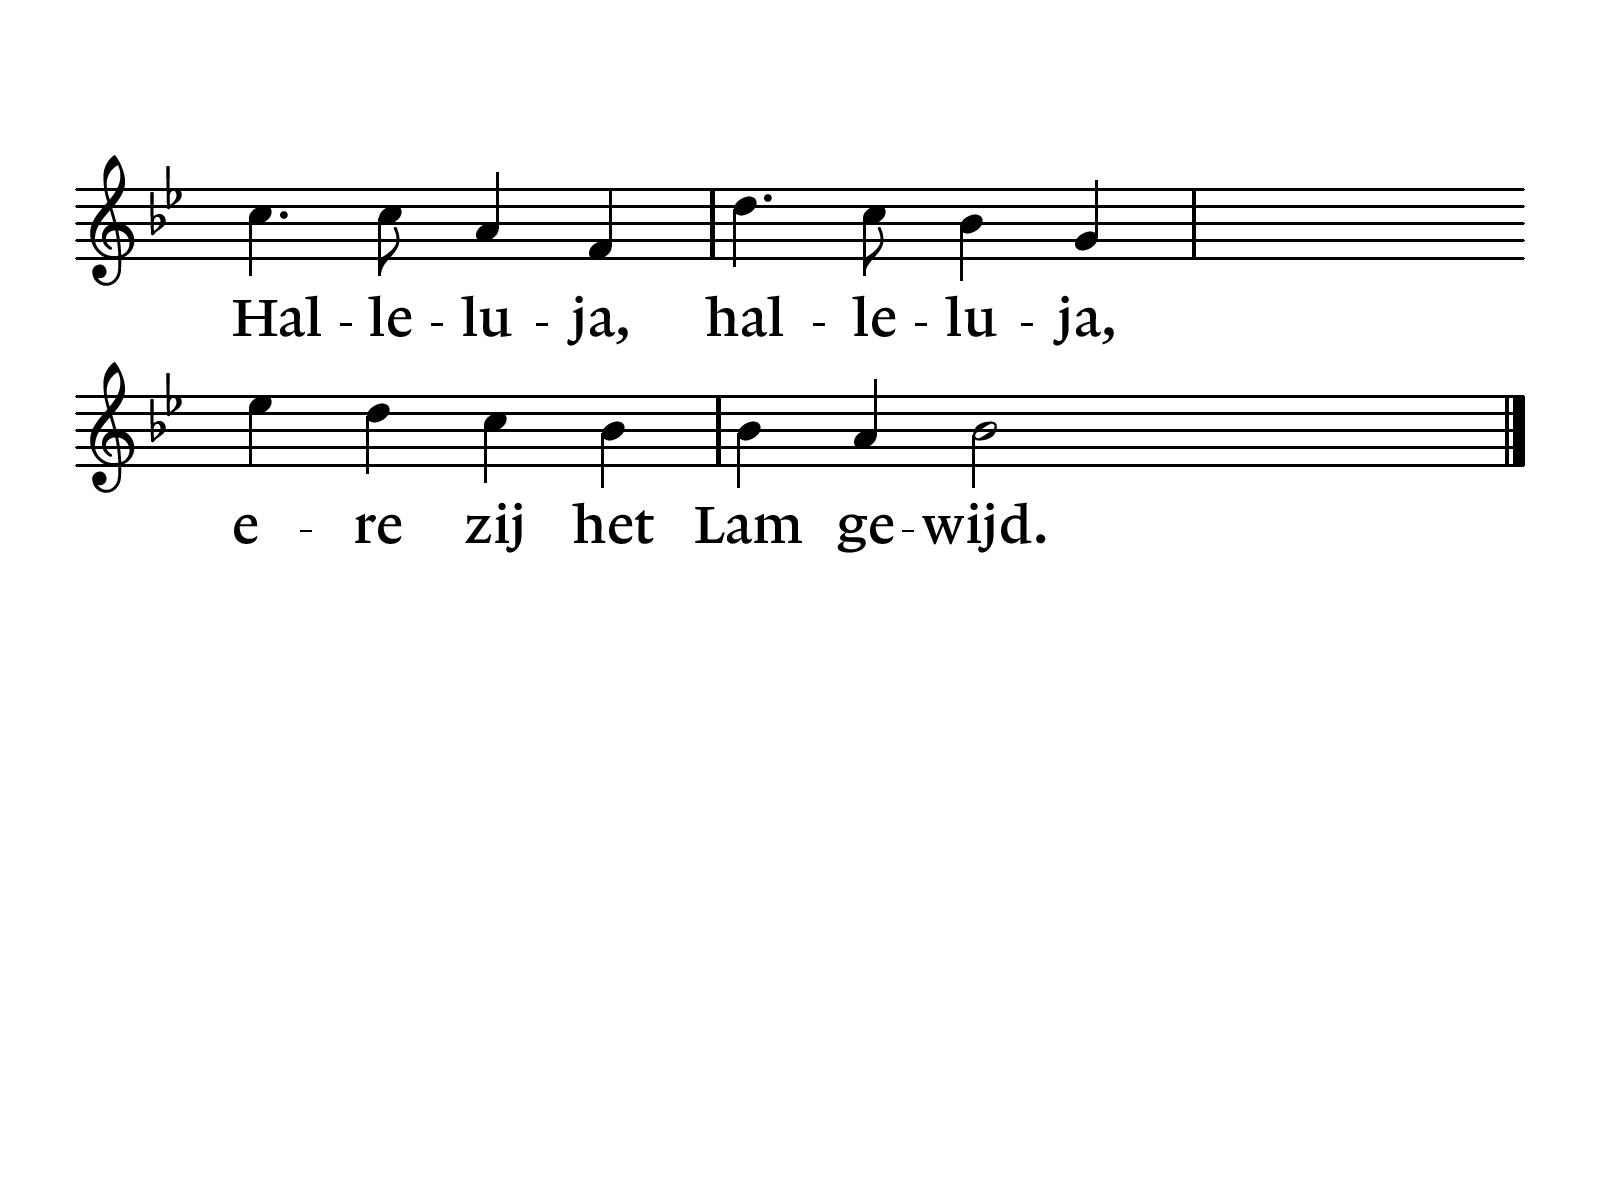 Hal - le - lu - ja, hal - le - lu - ja,
e - re zij het Lam ge - wijd.